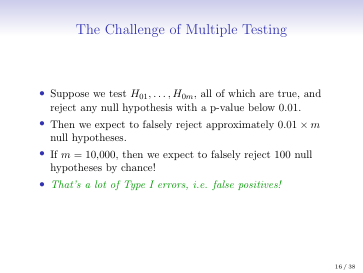 The Challenge of Multiple Testing
• Suppose we test H₀₁, . . . , H₀ₘ, all of which are true, and
reject any null hypothesis with a p-value below 0.01.
• Then we expect to falsely reject approximately 0.01 × m
null hypotheses.
• If m = 10,000, then we expect to falsely reject 100 null
hypotheses by chance!
• That's a lot of Type I errors, i.e. false positives!
16 / 38